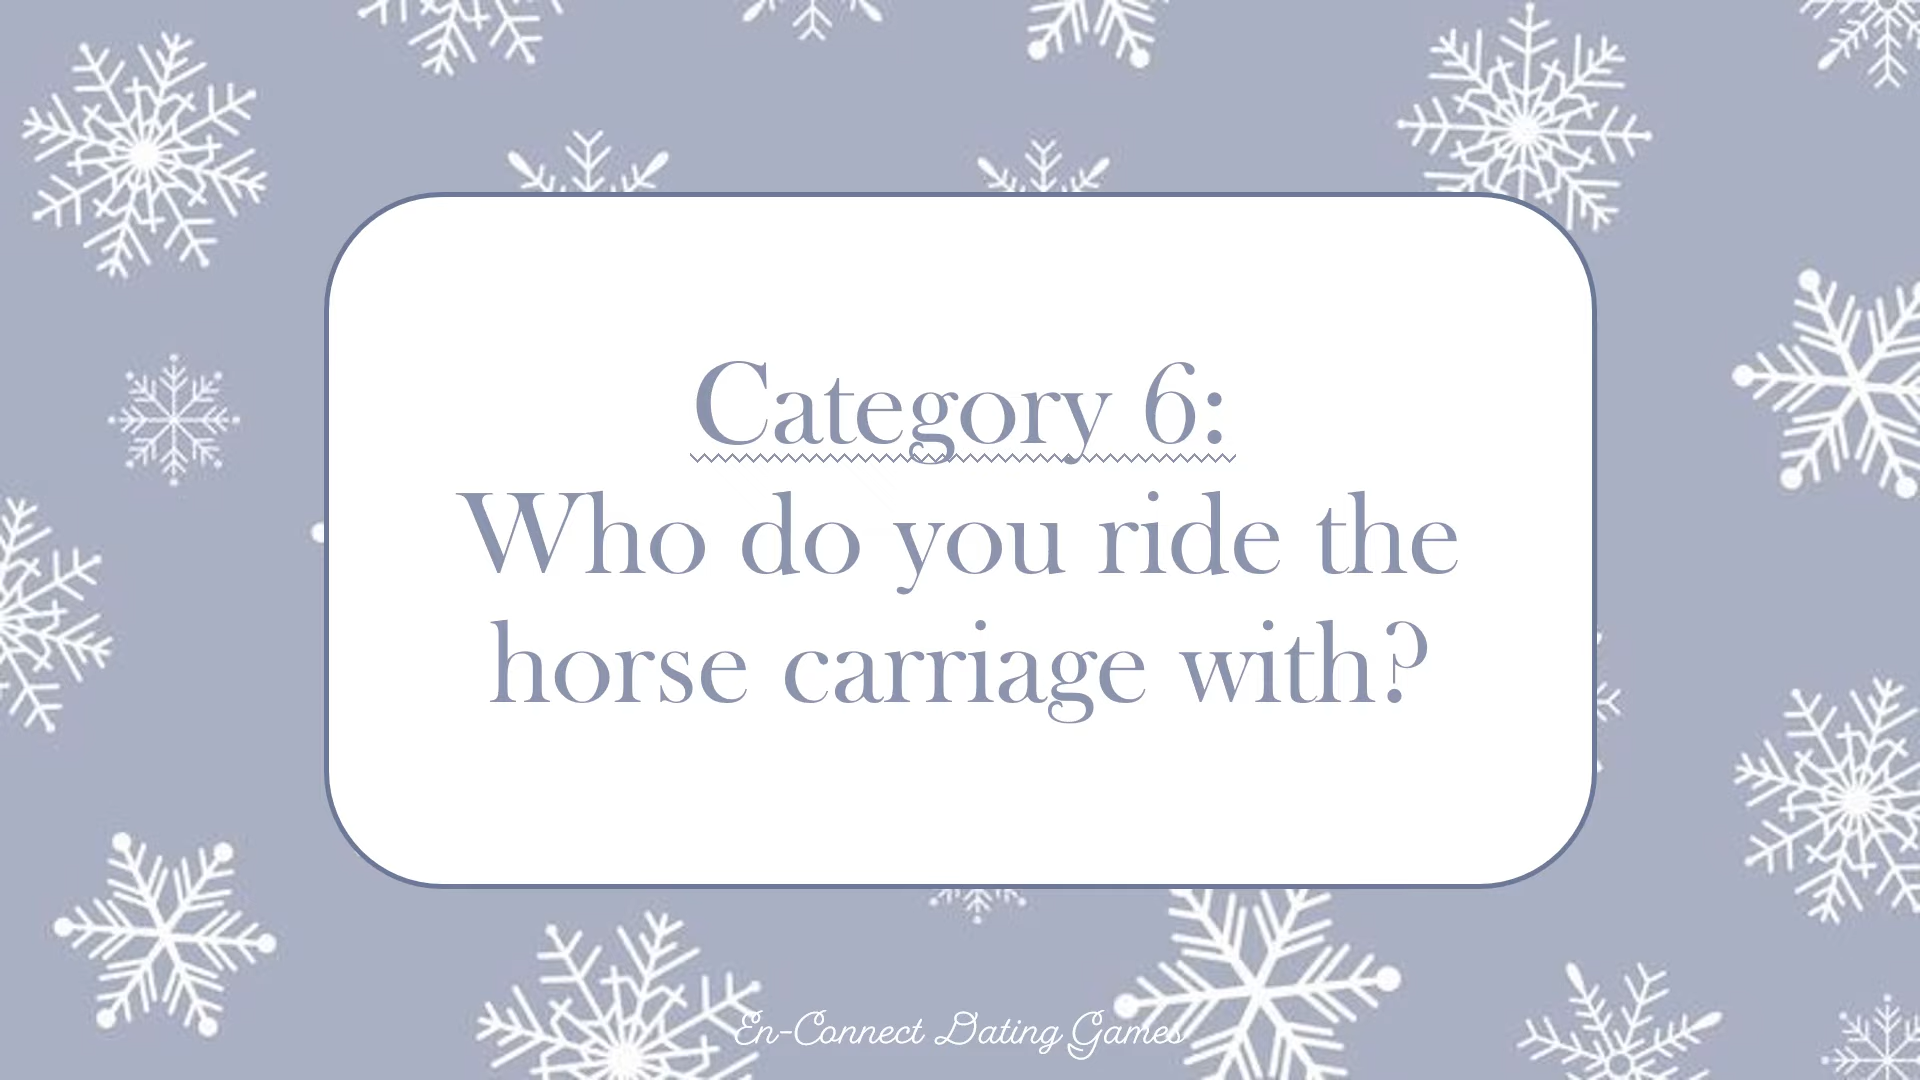 Category 6:
Who do you ride the
horse carriage with?
En-Connect Dating Games